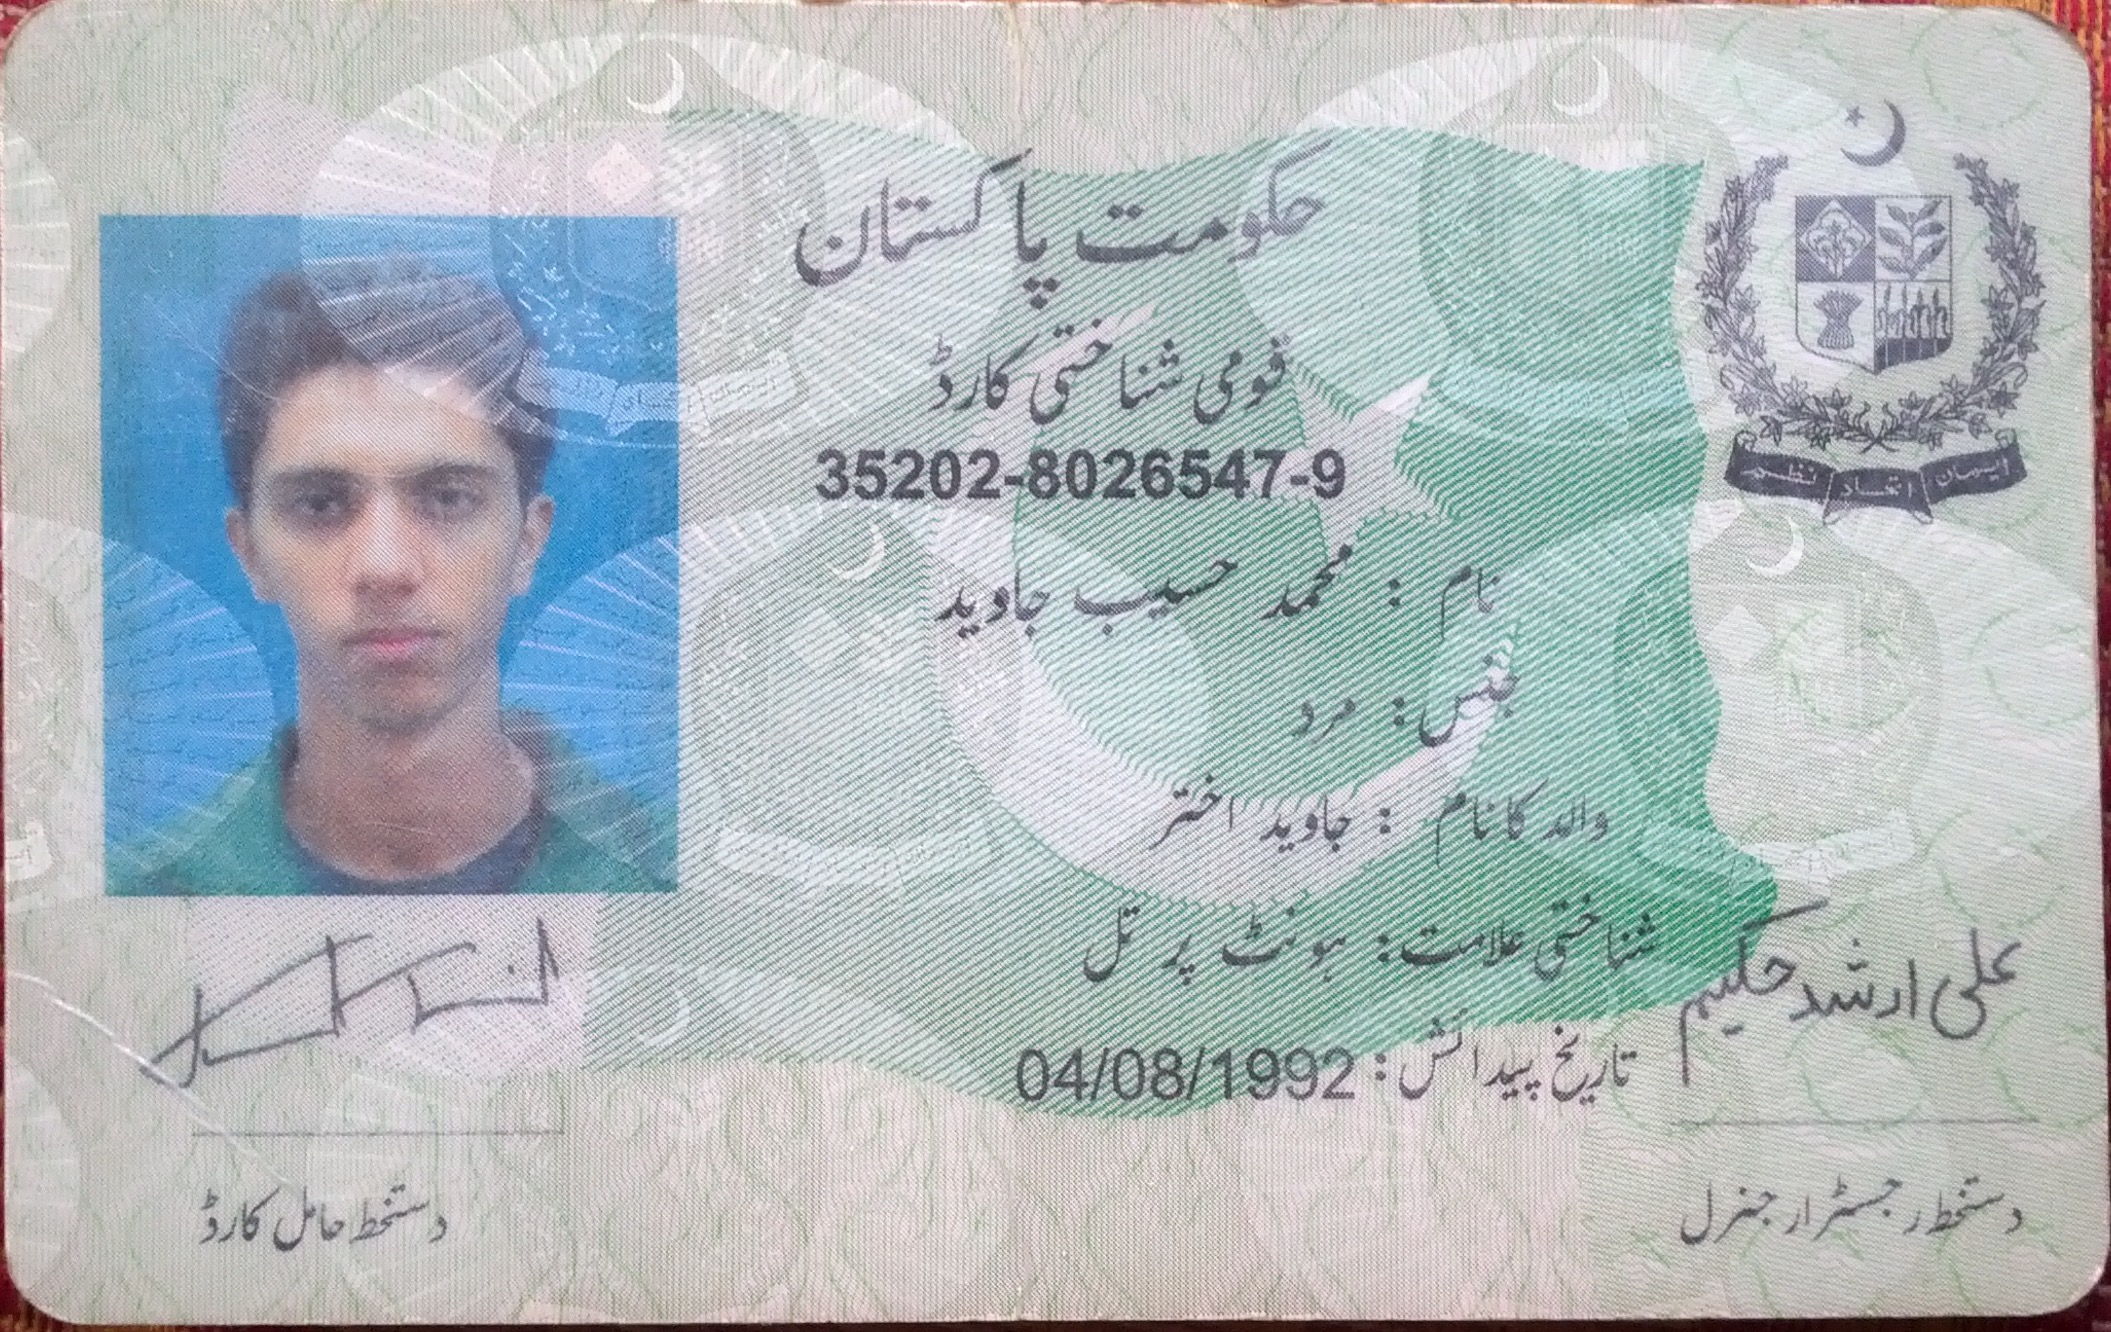 حکومت پاکستان
قومی شناختی کارڈ
35202-8026547-9
نام : محمد حسیب جاوید
جنس : مرد
والد کا نام : جاوید اختر
شناختی علامت : ہونٹ پر تل
تاریخ پیدائش : 04/08/1992
ایمان اتحاد نظم
علی ارشد حکیم
دستخط حامل کارڈ
دستخط رجسٹرار جنرل